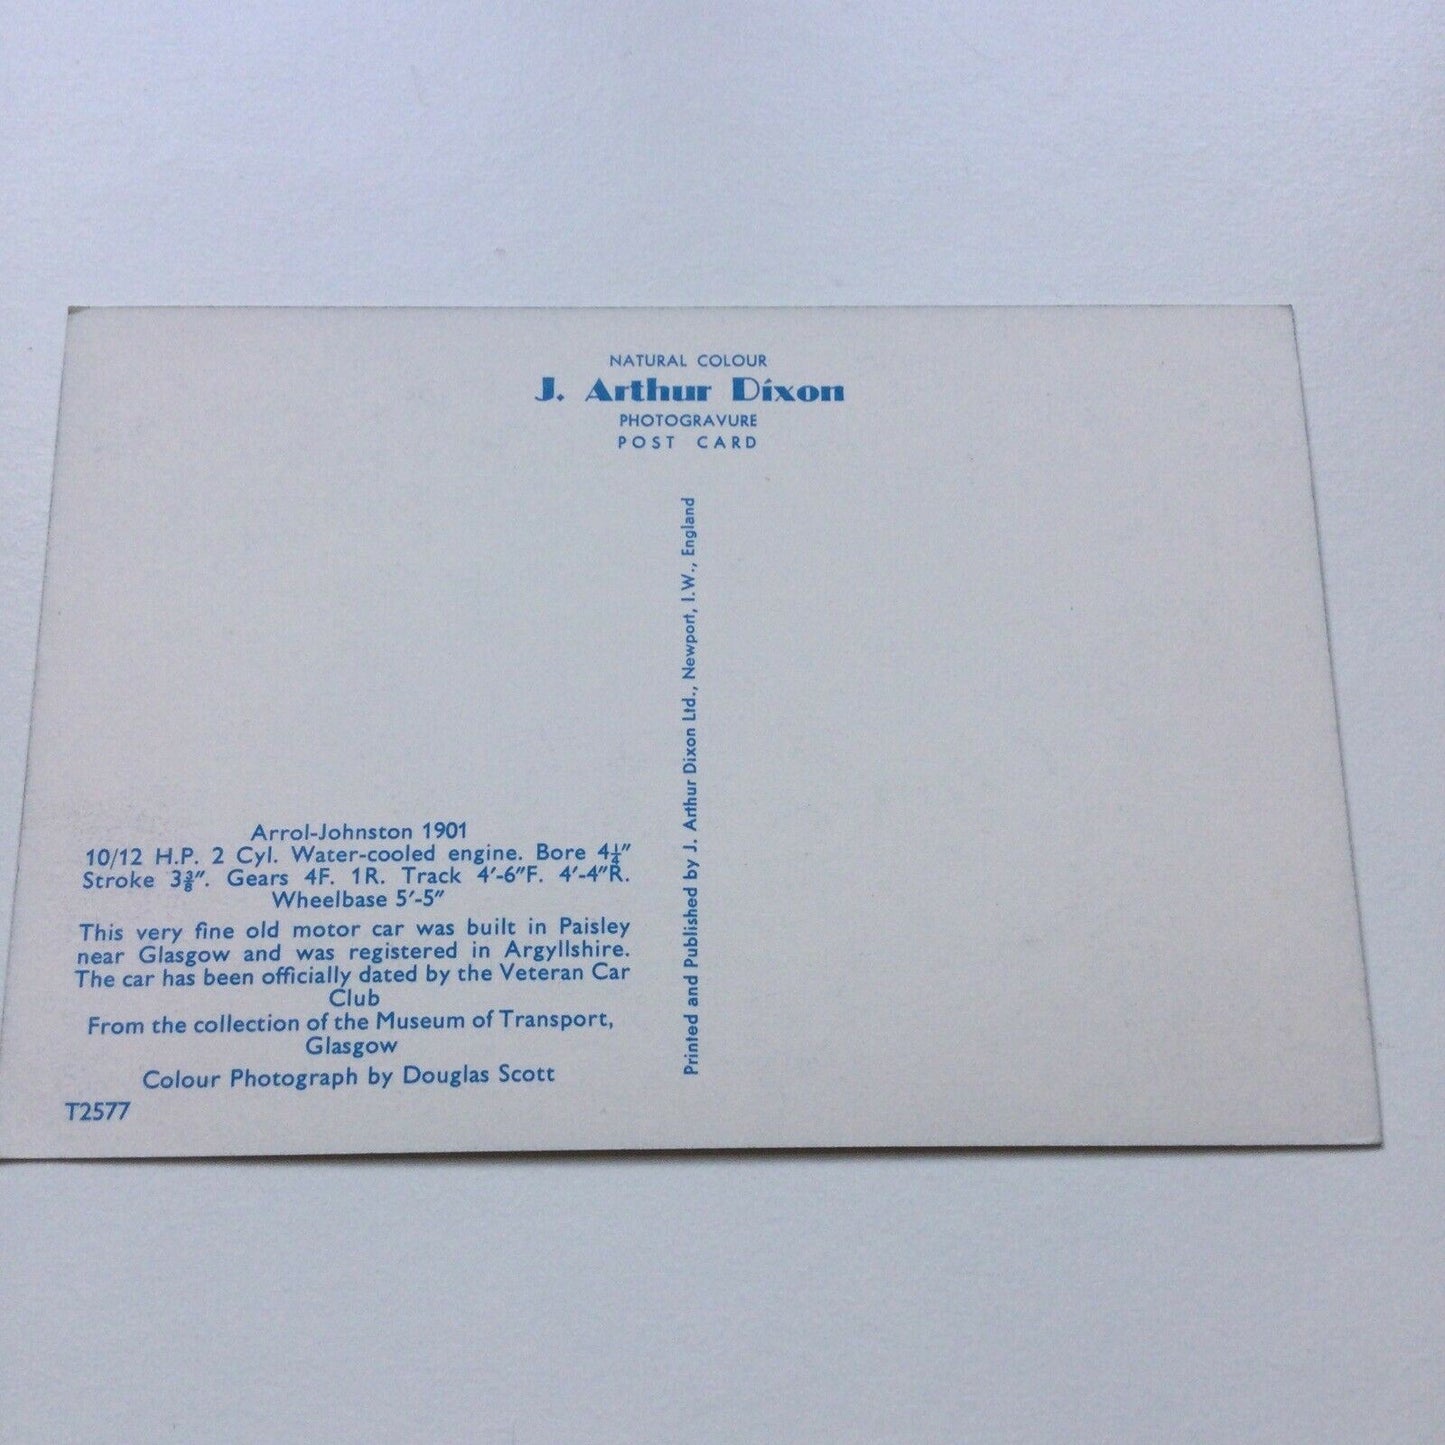 NATURAL COLOUR
J. Arthur Dixon
PHOTOGRAVURE
POST CARD
Arrol-Johnston 1901
10/12 H.P. 2 Cyl. Water-cooled engine. Bore 4¼″
Stroke 3⅜″. Gears 4F. 1R. Track 4′-6″F. 4′-4″R.
Wheelbase 5′-5″
This very fine old motor car was built in Paisley
near Glasgow and was registered in Argyllshire.
The car has been officially dated by the Veteran Car
Club
From the collection of the Museum of Transport,
Glasgow
Colour Photograph by Douglas Scott
T2577
Printed and Published by J. Arthur Dixon Ltd., Newport, I.W., England